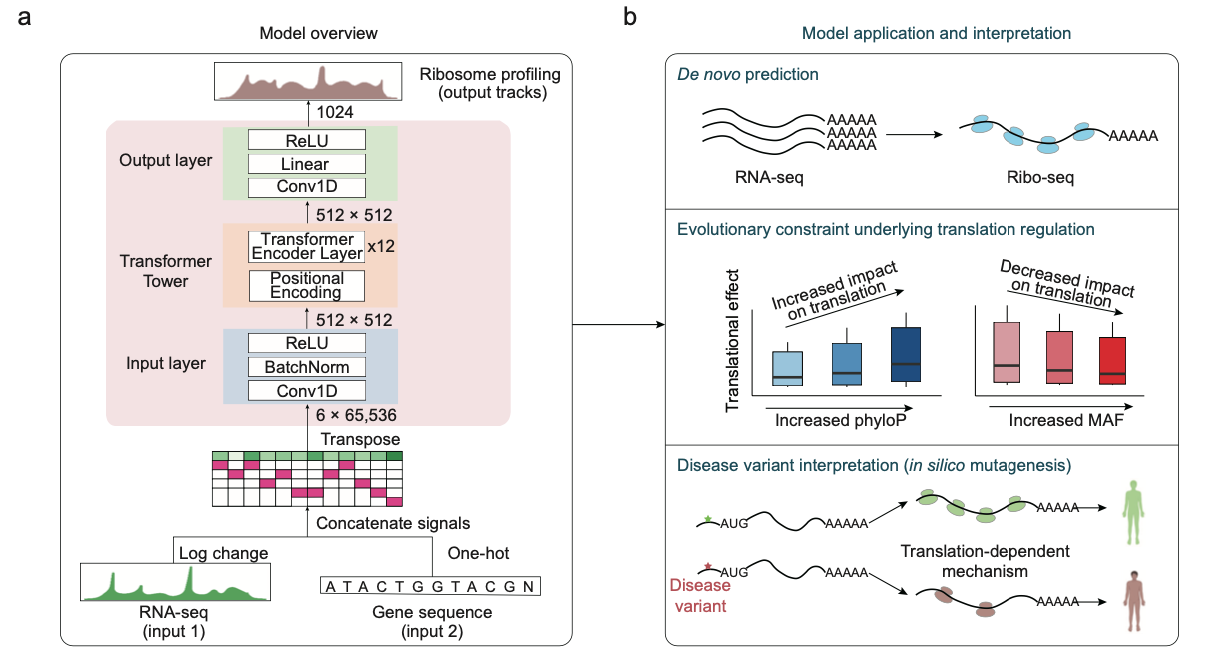 a
Model overview
Ribosome profiling
(output tracks)
1024
Output layer
ReLU
Linear
Conv1D
512 × 512
Transformer
Tower
Transformer
Encoder Layer
x12
Positional
Encoding
512 × 512
Input layer
ReLU
BatchNorm
Conv1D
6 × 65,536
Transpose
Concatenate signals
Log change
One-hot
A T A C T G G T A C G N
RNA-seq
(input 1)
Gene sequence
(input 2)
b
Model application and interpretation
De novo prediction
AAAAA
AAAAA
AAAAA
AAAAA
RNA-seq
Ribo-seq
Evolutionary constraint underlying translation regulation
Translational effect
Increased impact
on translation
Increased phyloP
Decreased impact
on translation
Increased MAF
Disease variant interpretation (in silico mutagenesis)
AUG
AAAAA
AAAAA
Translation-dependent
mechanism
AUG
AAAAA
AAAAA
Disease
variant